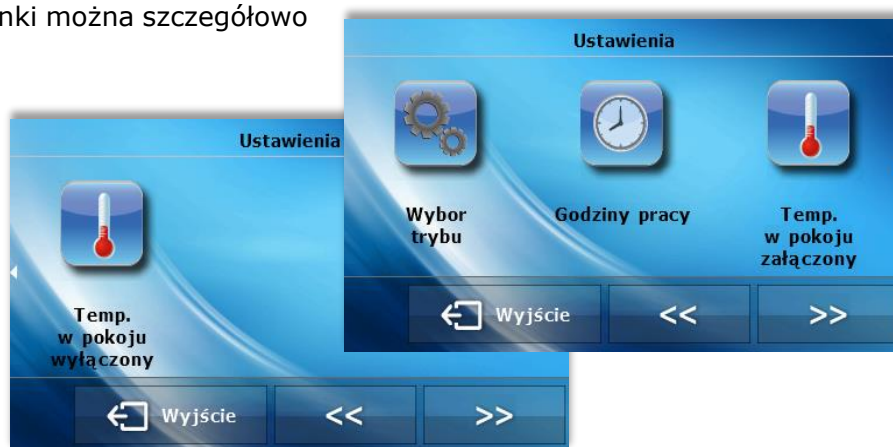 nki można szczegółowo
Ustawienia
Wybor
trybu
Godziny pracy
Temp.
w pokoju
załączony
Wyjście
<<
>>
Ustawienia
Temp.
w pokoju
wyłączony
Wyjście
<<
>>